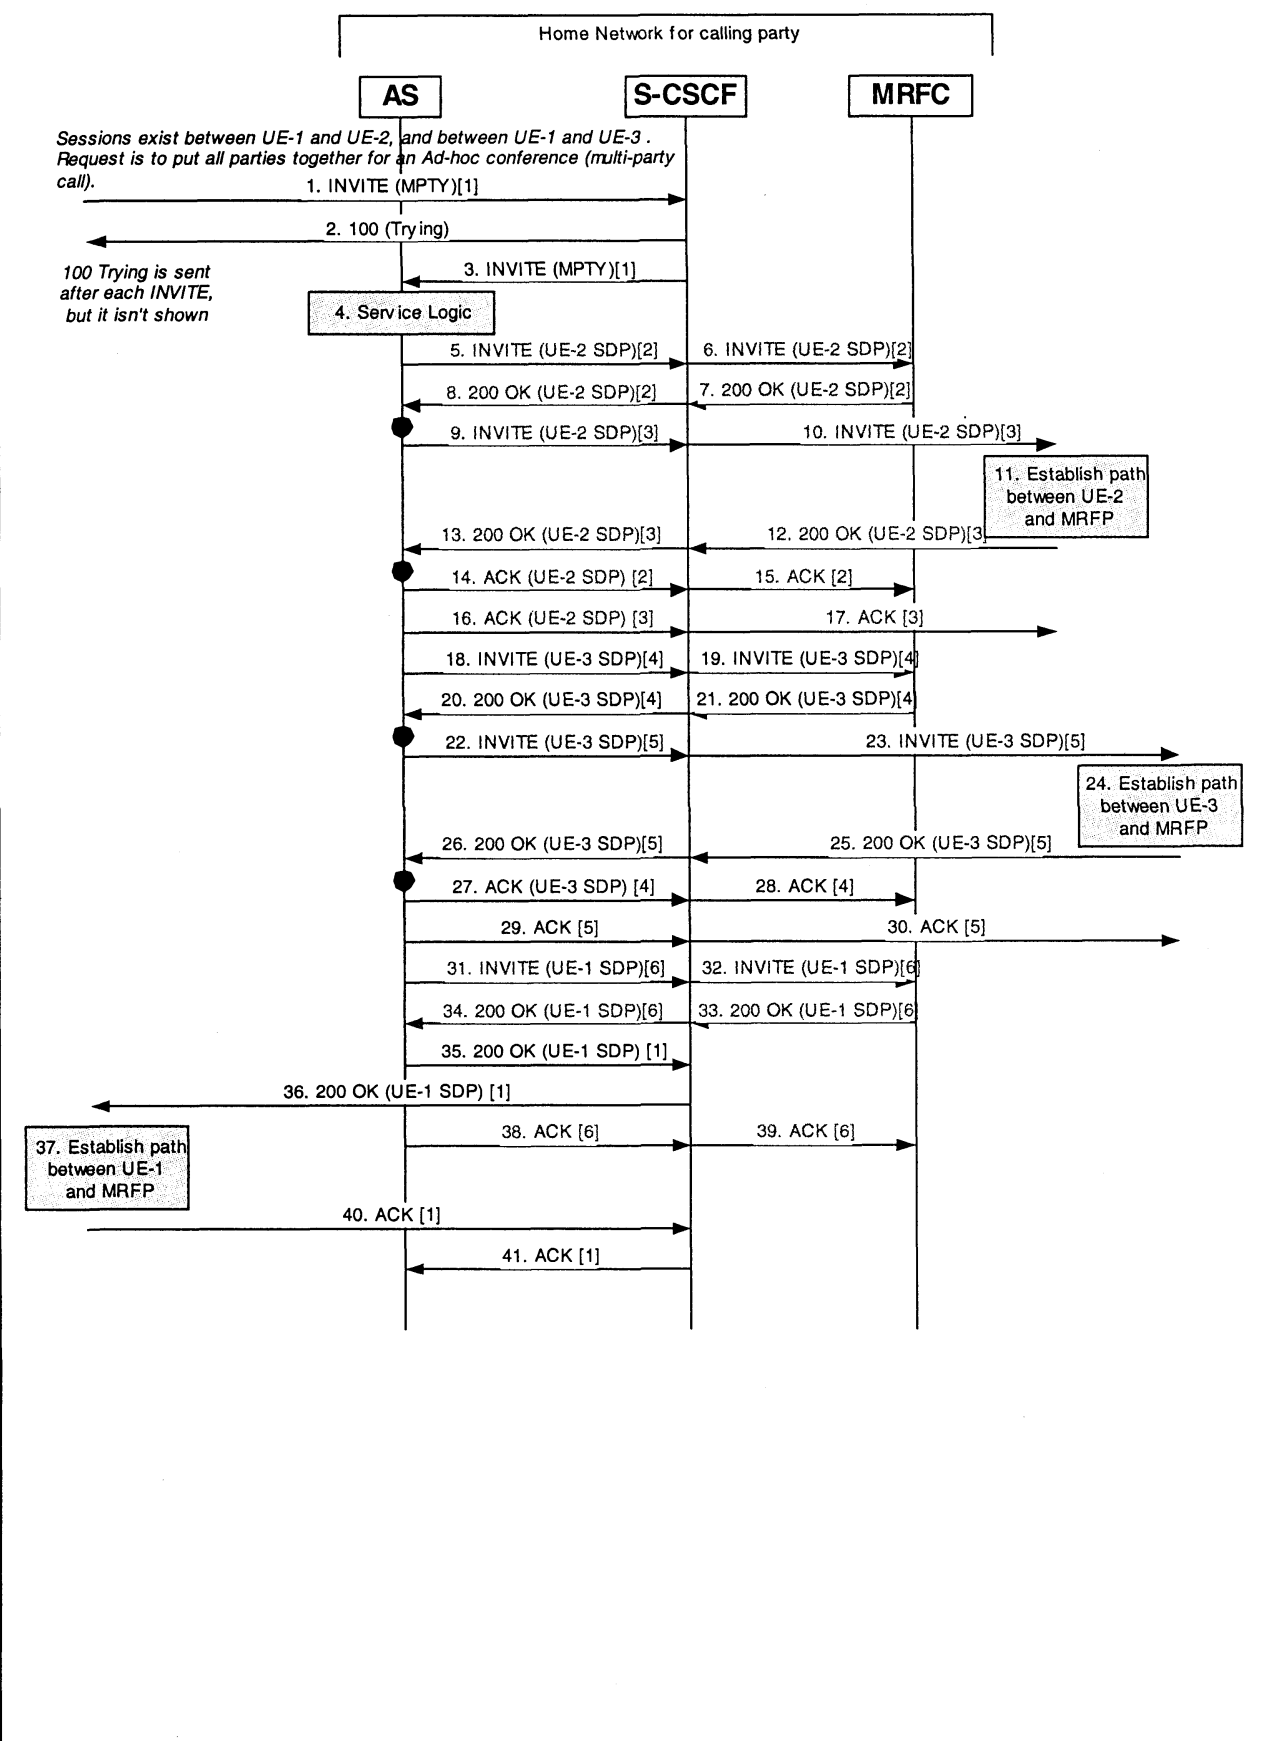 Home Network for calling party
AS
S-CSCF
MRFC
Sessions exist between UE-1 and UE-2, and between UE-1 and UE-3 .
Request is to put all parties together for an Ad-hoc conference (multi-party
call).
1. INVITE (MPTY)[1]
2. 100 (Trying)
100 Trying is sent
after each INVITE,
but it isn't shown
3. INVITE (MPTY)[1]
4. Service Logic
5. INVITE (UE-2 SDP)[2]
6. INVITE (UE-2 SDP)[2]
8. 200 OK (UE-2 SDP)[2]
7. 200 OK (UE-2 SDP)[2]
9. INVITE (UE-2 SDP)[3]
10. INVITE (UE-2 SDP)[3]
11. Establish path
between UE-2
and MRFP
13. 200 OK (UE-2 SDP)[3]
12. 200 OK (UE-2 SDP)[3]
14. ACK (UE-2 SDP) [2]
15. ACK [2]
16. ACK (UE-2 SDP) [3]
17. ACK [3]
18. INVITE (UE-3 SDP)[4]
19. INVITE (UE-3 SDP)[4]
20. 200 OK (UE-3 SDP)[4]
21. 200 OK (UE-3 SDP)[4]
22. INVITE (UE-3 SDP)[5]
23. INVITE (UE-3 SDP)[5]
24. Establish path
between UE-3
and MRFP
26. 200 OK (UE-3 SDP)[5]
25. 200 OK (UE-3 SDP)[5]
27. ACK (UE-3 SDP) [4]
28. ACK [4]
29. ACK [5]
30. ACK [5]
31. INVITE (UE-1 SDP)[6]
32. INVITE (UE-1 SDP)[6]
34. 200 OK (UE-1 SDP)[6]
33. 200 OK (UE-1 SDP)[6]
35. 200 OK (UE-1 SDP) [1]
36. 200 OK (UE-1 SDP) [1]
37. Establish path
between UE-1
and MRFP
38. ACK [6]
39. ACK [6]
40. ACK [1]
41. ACK [1]